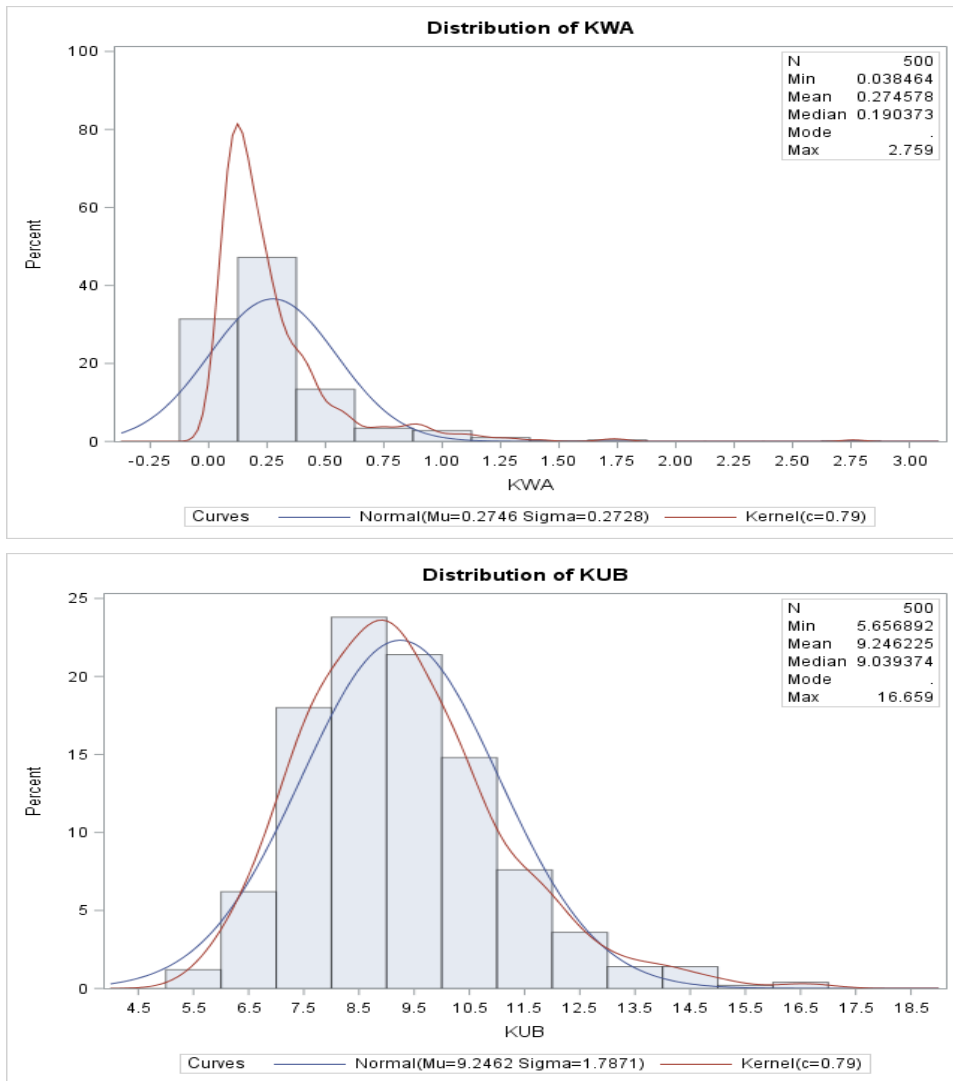 Distribution of KWA
100
80
60
40
20
0
Percent
N 500
Min 0.038464
Mean 0.274578
Median 0.190373
Mode .
Max 2.759
-0.25 0.00 0.25 0.50 0.75 1.00 1.25 1.50 1.75 2.00 2.25 2.50 2.75 3.00
KWA
Curves Normal(Mu=0.2746 Sigma=0.2728) Kernel(c=0.79)
Distribution of KUB
25
20
15
10
5
0
Percent
N 500
Min 5.656892
Mean 9.246225
Median 9.039374
Mode .
Max 16.659
4.5 5.5 6.5 7.5 8.5 9.5 10.5 11.5 12.5 13.5 14.5 15.5 16.5 17.5 18.5
KUB
Curves Normal(Mu=9.2462 Sigma=1.7871) Kernel(c=0.79)